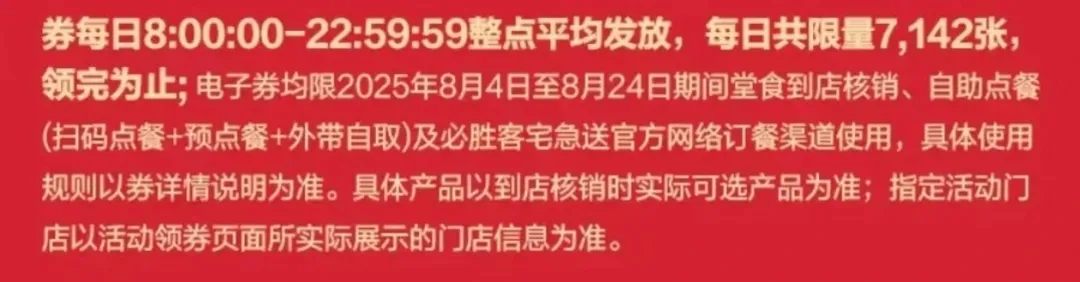 券每日8:00:00-22:59:59整点平均发放，每日共限量7,142张，
领完为止；电子券均限2025年8月4日至8月24日期间堂食到店核销、自助点餐
(扫码点餐+预点餐+外带自取)及必胜客宅急送官方网络订餐渠道使用，具体使用
规则以券详情说明为准。具体产品以到店核销时实际可选产品为准；指定活动门
店以活动领券页面所实际展示的门店信息为准。